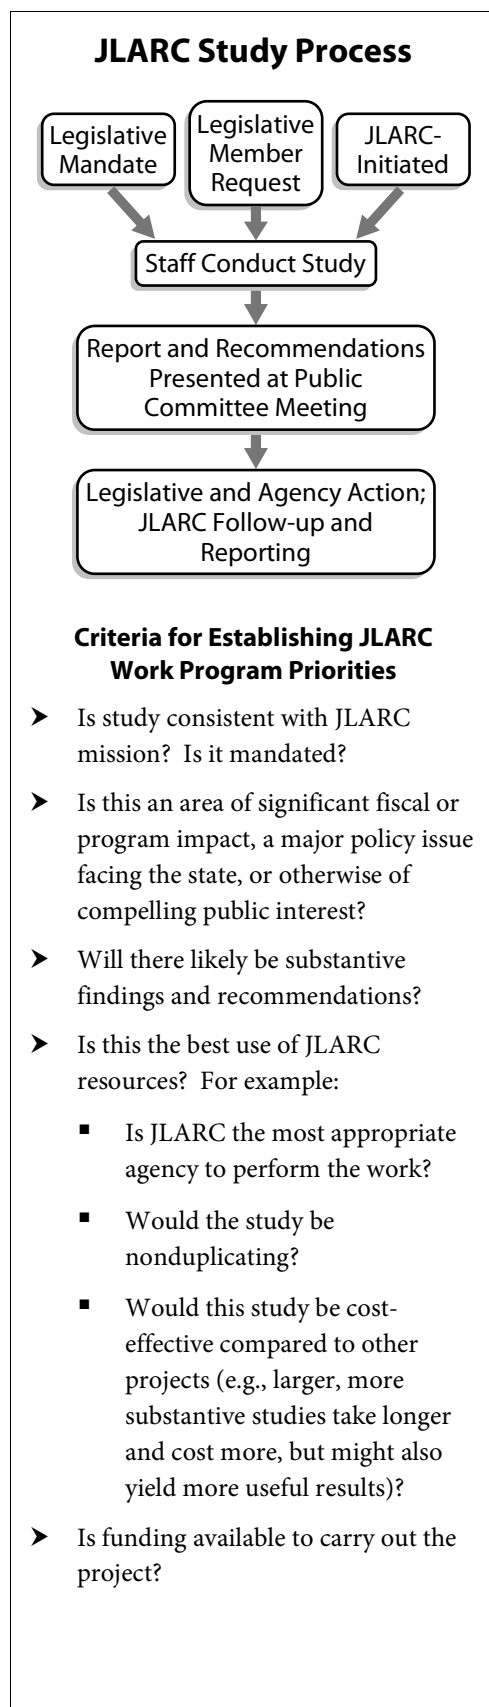 JLARC Study Process
Legislative
Mandate
Legislative
Member
Request
JLARC-
Initiated
Staff Conduct Study
Report and Recommendations
Presented at Public
Committee Meeting
Legislative and Agency Action;
JLARC Follow-up and
Reporting
Criteria for Establishing JLARC
Work Program Priorities
➤ Is study consistent with JLARC
mission?  Is it mandated?
➤ Is this an area of significant fiscal or
program impact, a major policy issue
facing the state, or otherwise of
compelling public interest?
➤ Will there likely be substantive
findings and recommendations?
➤ Is this the best use of JLARC
resources?  For example:
▪ Is JLARC the most appropriate
agency to perform the work?
▪ Would the study be
nonduplicating?
▪ Would this study be cost-
effective compared to other
projects (e.g., larger, more
substantive studies take longer
and cost more, but might also
yield more useful results)?
➤ Is funding available to carry out the
project?